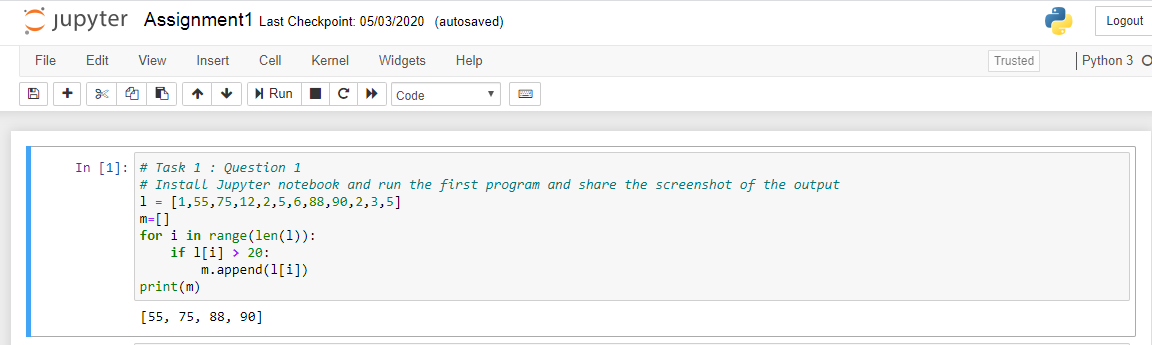 jupyter Assignment1 Last Checkpoint: 05/03/2020 (autosaved) Logout
File Edit View Insert Cell Kernel Widgets Help Trusted Python 3
Run Code
In [1]: # Task 1 : Question 1
# Install Jupyter notebook and run the first program and share the screenshot of the output
l = [1,55,75,12,2,5,6,88,90,2,3,5]
m=[]
for i in range(len(l)):
    if l[i] > 20:
        m.append(l[i])
print(m)
[55, 75, 88, 90]